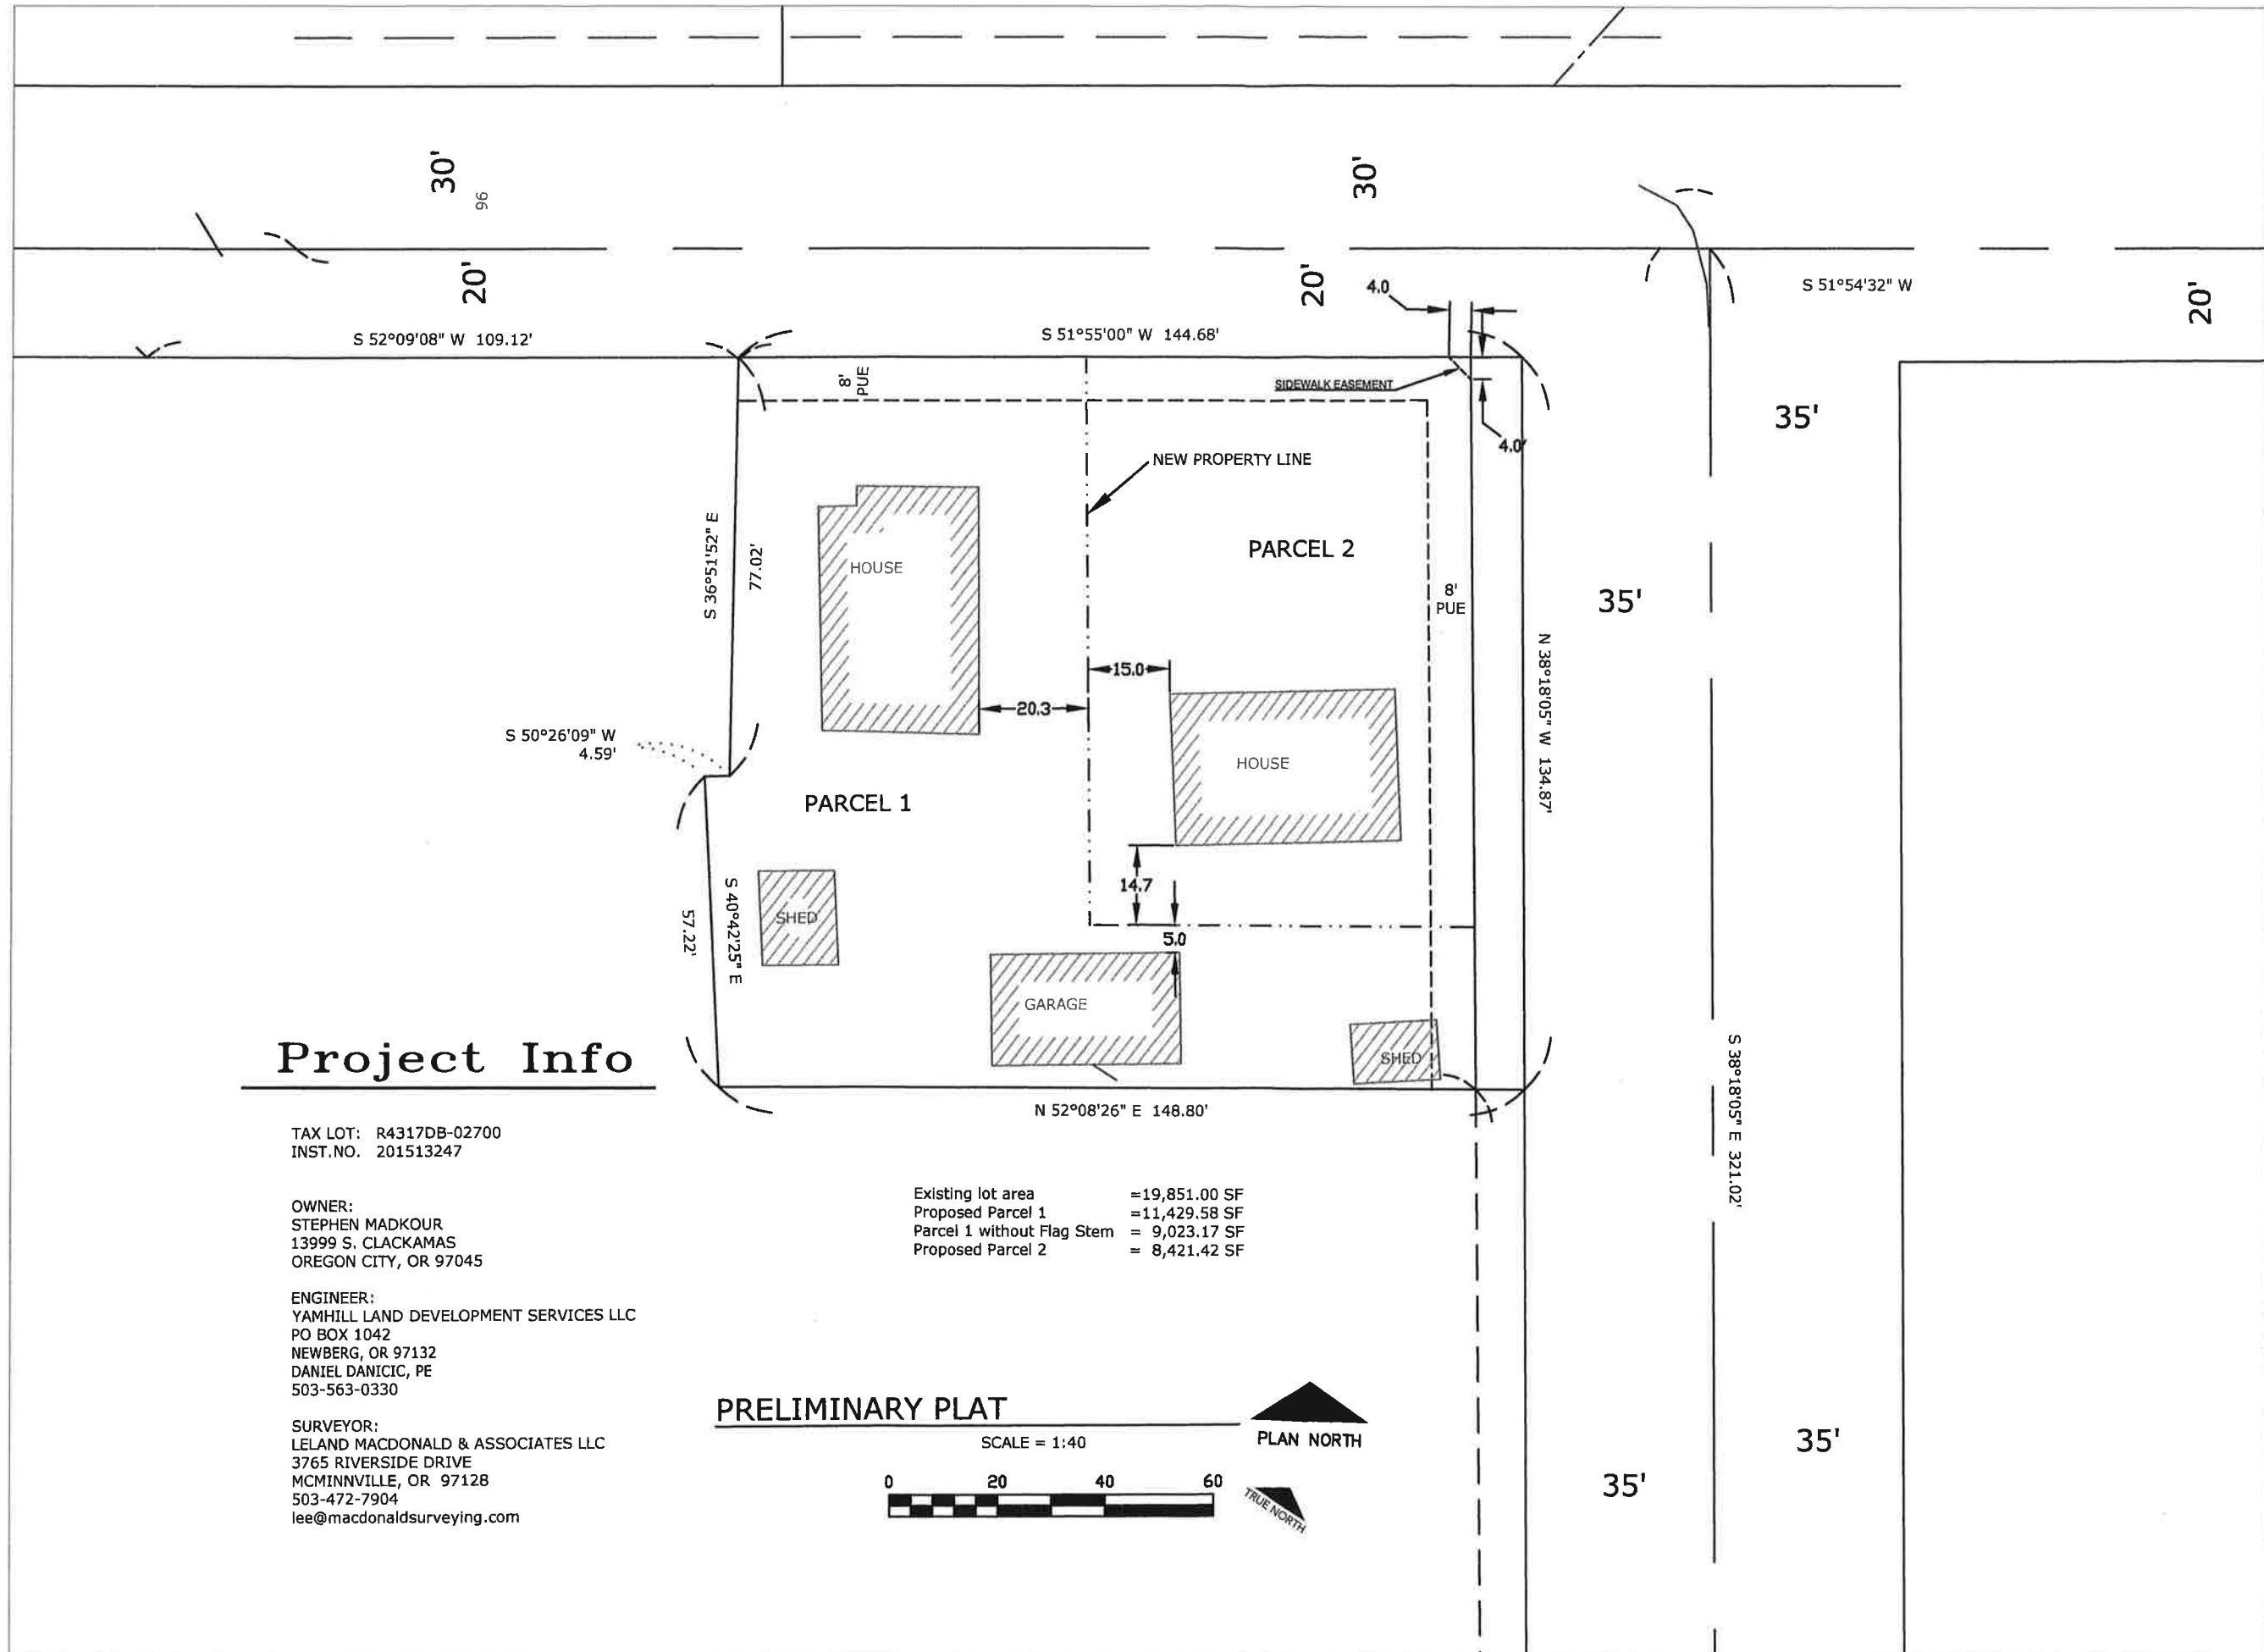 30'
96
30'
20'
20'
4.0
S 51°54'32" W
20'
S 52°09'08" W 109.12'
S 51°55'00" W 144.68'
8'
PUE
SIDEWALK EASEMENT
4.0'
35'
NEW PROPERTY LINE
S 36°51'52" E
77.02'
HOUSE
PARCEL 2
8'
PUE
35'
15.0
20.3
N 38°18'05" W 134.87'
S 50°26'09" W
4.59'
HOUSE
PARCEL 1
14.7
S 40°42'25" E
57.22'
SHED
5.0
GARAGE
SHED
Project Info
N 52°08'26" E 148.80'
S 38°18'05" E 321.02'
TAX LOT: R4317DB-02700
INST.NO. 201513247
OWNER:
STEPHEN MADKOUR
13999 S. CLACKAMAS
OREGON CITY, OR 97045
ENGINEER:
YAMHILL LAND DEVELOPMENT SERVICES LLC
PO BOX 1042
NEWBERG, OR 97132
DANIEL DANICIC, PE
503-563-0330
SURVEYOR:
LELAND MACDONALD & ASSOCIATES LLC
3765 RIVERSIDE DRIVE
MCMINNVILLE, OR 97128
503-472-7904
lee@macdonaldsurveying.com
Existing lot area =19,851.00 SF
Proposed Parcel 1 =11,429.58 SF
Parcel 1 without Flag Stem = 9,023.17 SF
Proposed Parcel 2 = 8,421.42 SF
PRELIMINARY PLAT
SCALE = 1:40
0 20 40 60
PLAN NORTH
TRUE NORTH
35'
35'